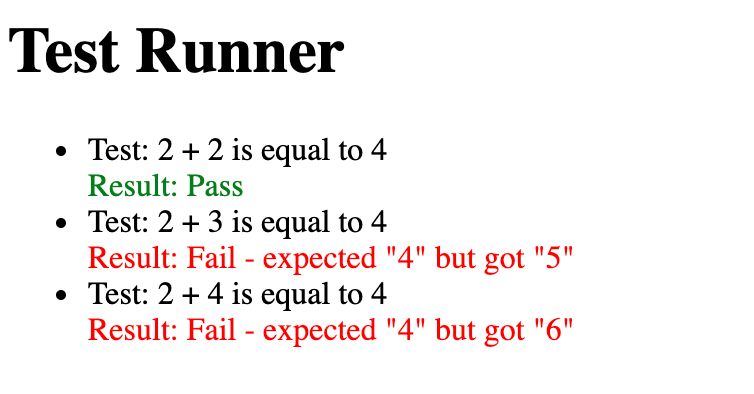 Test Runner
Test: 2 + 2 is equal to 4
Result: Pass
Test: 2 + 3 is equal to 4
Result: Fail - expected "4" but got "5"
Test: 2 + 4 is equal to 4
Result: Fail - expected "4" but got "6"